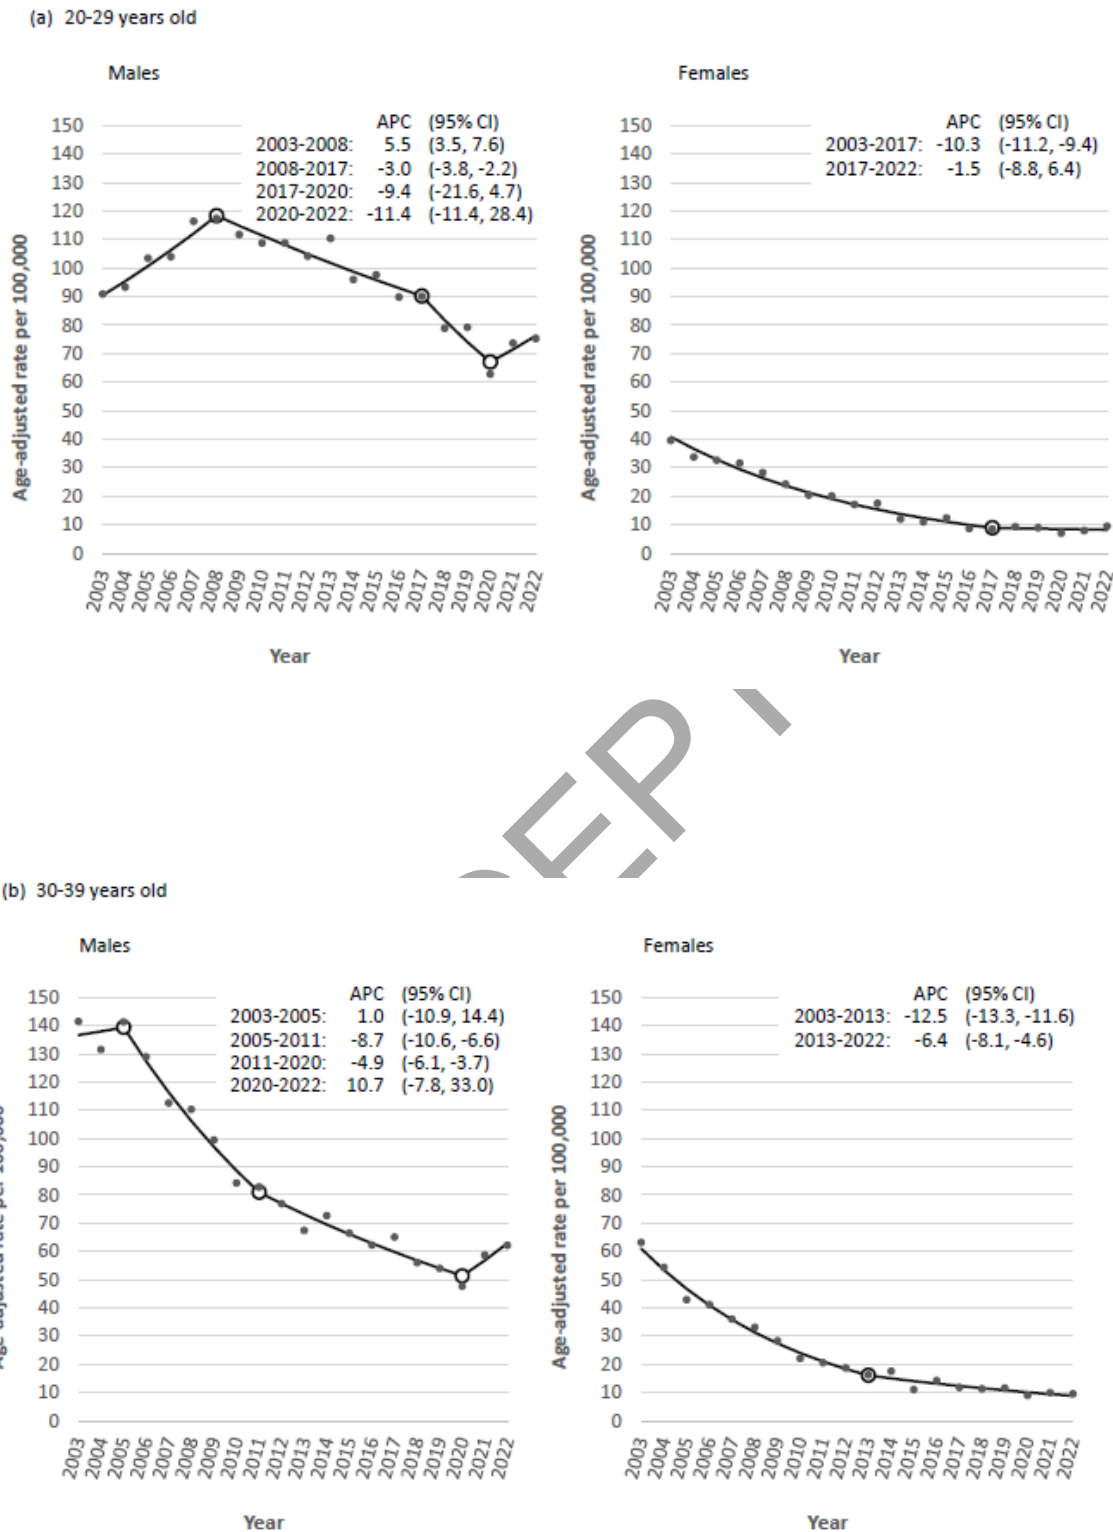 (a) 20-29 years old
Males
Females
APC (95% CI)
2003-2008: 5.5 (3.5, 7.6)
2008-2017: -3.0 (-3.8, -2.2)
2017-2020: -9.4 (-21.6, 4.7)
2020-2022: -11.4 (-11.4, 28.4)
APC (95% CI)
2003-2017: -10.3 (-11.2, -9.4)
2017-2022: -1.5 (-8.8, 6.4)
Age-adjusted rate per 100,000
150
140
130
120
110
100
90
80
70
60
50
40
30
20
10
0
2003 2004 2005 2006 2007 2008 2009 2010 2011 2012 2013 2014 2015 2016 2017 2018 2019 2020 2021 2022
Year
Age-adjusted rate per 100,000
150
140
130
120
110
100
90
80
70
60
50
40
30
20
10
0
2003 2004 2005 2006 2007 2008 2009 2010 2011 2012 2013 2014 2015 2016 2017 2018 2019 2020 2021 2022
Year
EPT
(b) 30-39 years old
Males
Females
APC (95% CI)
2003-2005: 1.0 (-10.9, 14.4)
2005-2011: -8.7 (-10.6, -6.6)
2011-2020: -4.9 (-6.1, -3.7)
2020-2022: 10.7 (-7.8, 33.0)
APC (95% CI)
2003-2013: -12.5 (-13.3, -11.6)
2013-2022: -6.4 (-8.1, -4.6)
Age-adjusted rate per 100,000
150
140
130
120
110
100
90
80
70
60
50
40
30
20
10
0
2003 2004 2005 2006 2007 2008 2009 2010 2011 2012 2013 2014 2015 2016 2017 2018 2019 2020 2021 2022
Year
Age-adjusted rate per 100,000
150
140
130
120
110
100
90
80
70
60
50
40
30
20
10
0
2003 2004 2005 2006 2007 2008 2009 2010 2011 2012 2013 2014 2015 2016 2017 2018 2019 2020 2021 2022
Year